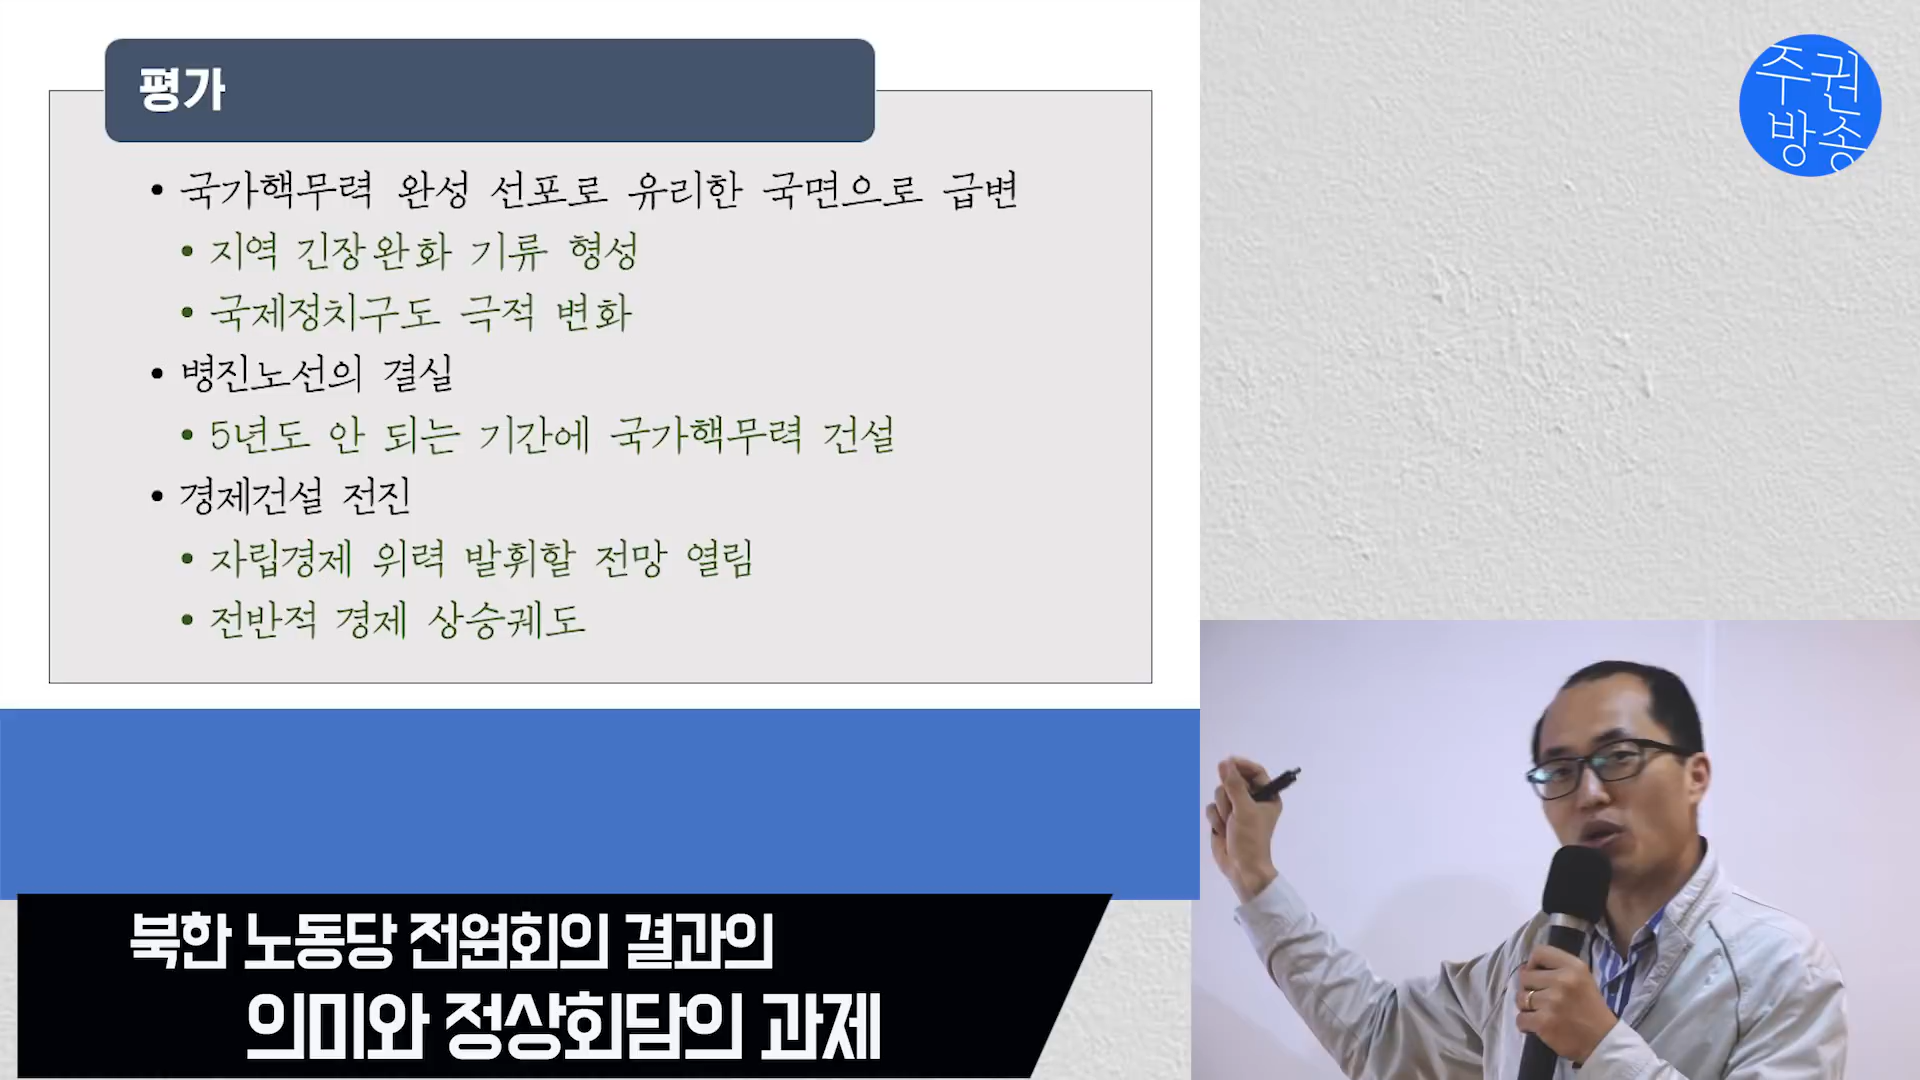 평가
• 국가핵무력 완성 선포로 유리한 국면으로 급변
• 지역 긴장완화 기류 형성
• 국제정치구도 극적 변화
• 병진노선의 결실
• 5년도 안 되는 기간에 국가핵무력 건설
• 경제건설 전진
• 자립경제 위력 발휘할 전망 열림
• 전반적 경제 상승궤도
주권
방송
북한 노동당 전원회의 결과의
의미와 정상회담의 과제